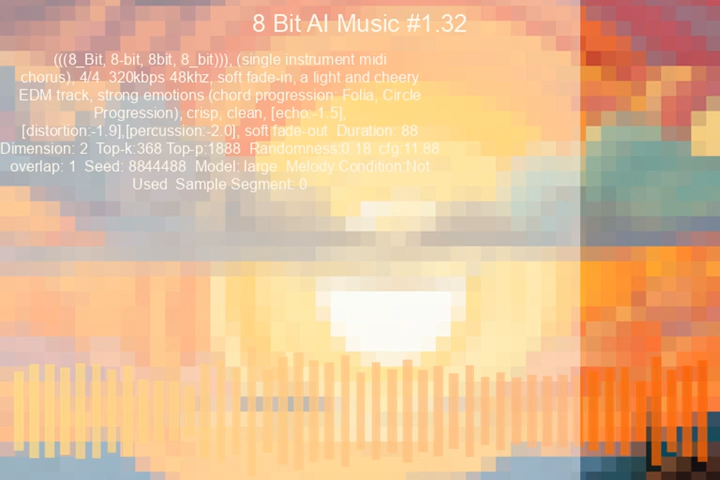 8 Bit AI Music #1.32
(((8_Bit, 8-bit, 8bit, 8_bit))), (single instrument midi
chorus), 4/4. 320kbps 48khz, soft fade-in, a light and cheery
EDM track, strong emotions (chord progression: Folia, Circle
Progression), crisp, clean, [echo:-1.5],
[distortion:-1.9],[percussion:-2.0], soft fade-out Duration: 88
Dimension: 2 Top-k:368 Top-p:1888 Randomness:0.18 cfg:11.88
overlap: 1 Seed: 8844488 Model: large Melody Condition:Not
Used Sample Segment: 0